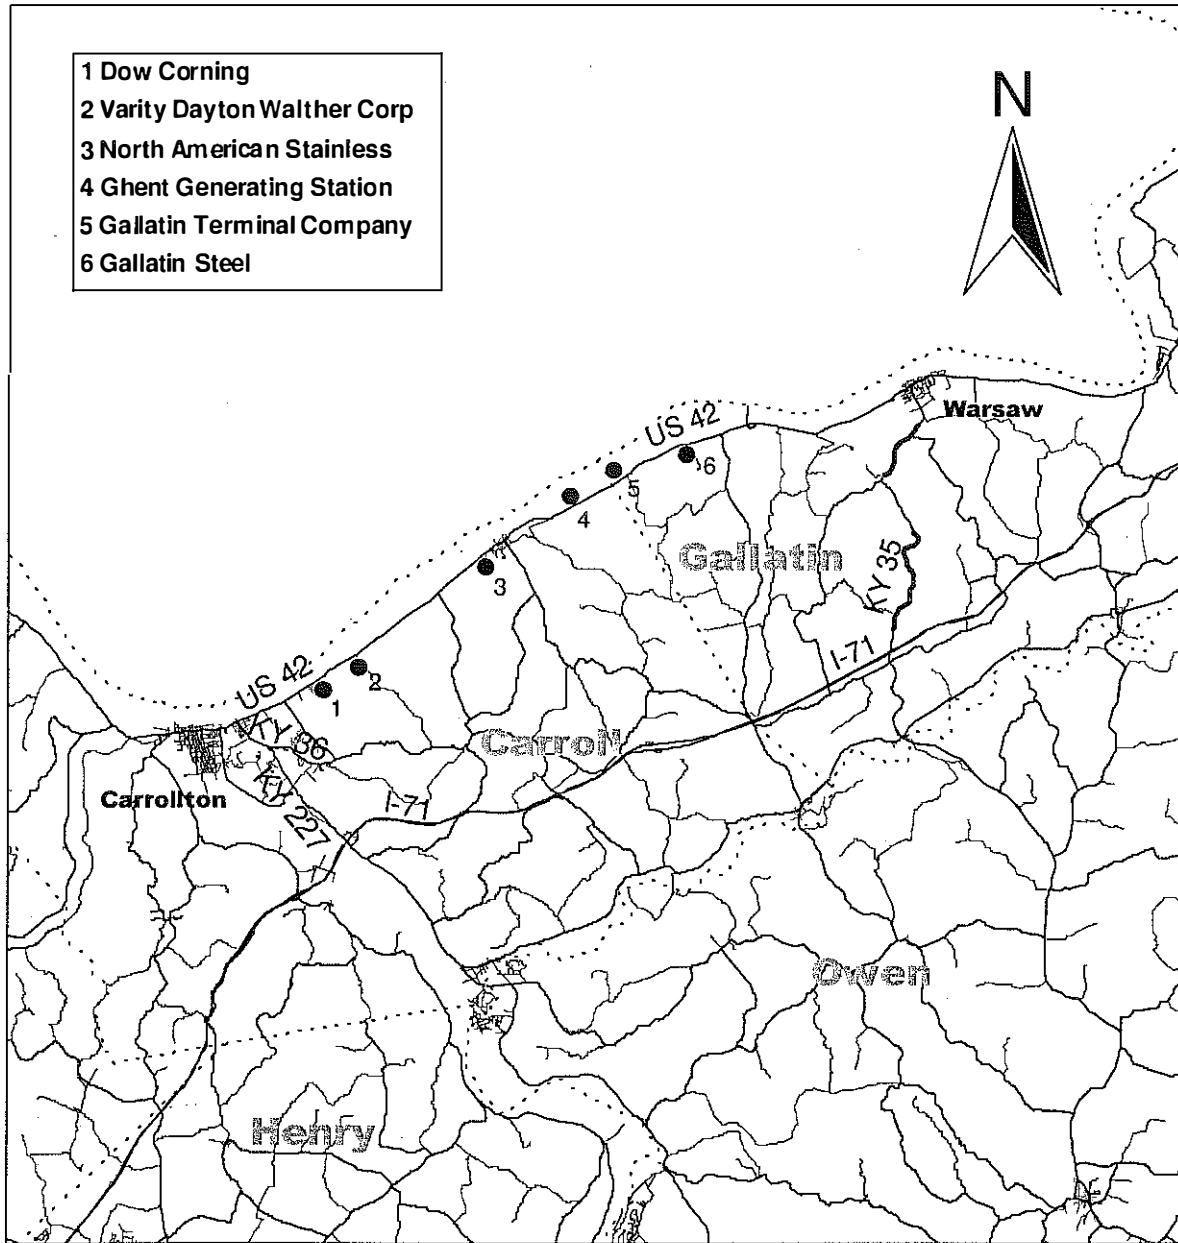 1 Dow Corning
2 Varity Dayton Walther Corp
3 North American Stainless
4 Ghent Generating Station
5 Gallatin Terminal Company
6 Gallatin Steel
N
Warsaw
US 42
6
5
4
Gallatin
3
KY 35
I-71
US 42
2
1
KY 36
Carroll
Carrollton
KY 227
I-71
Owen
Henry